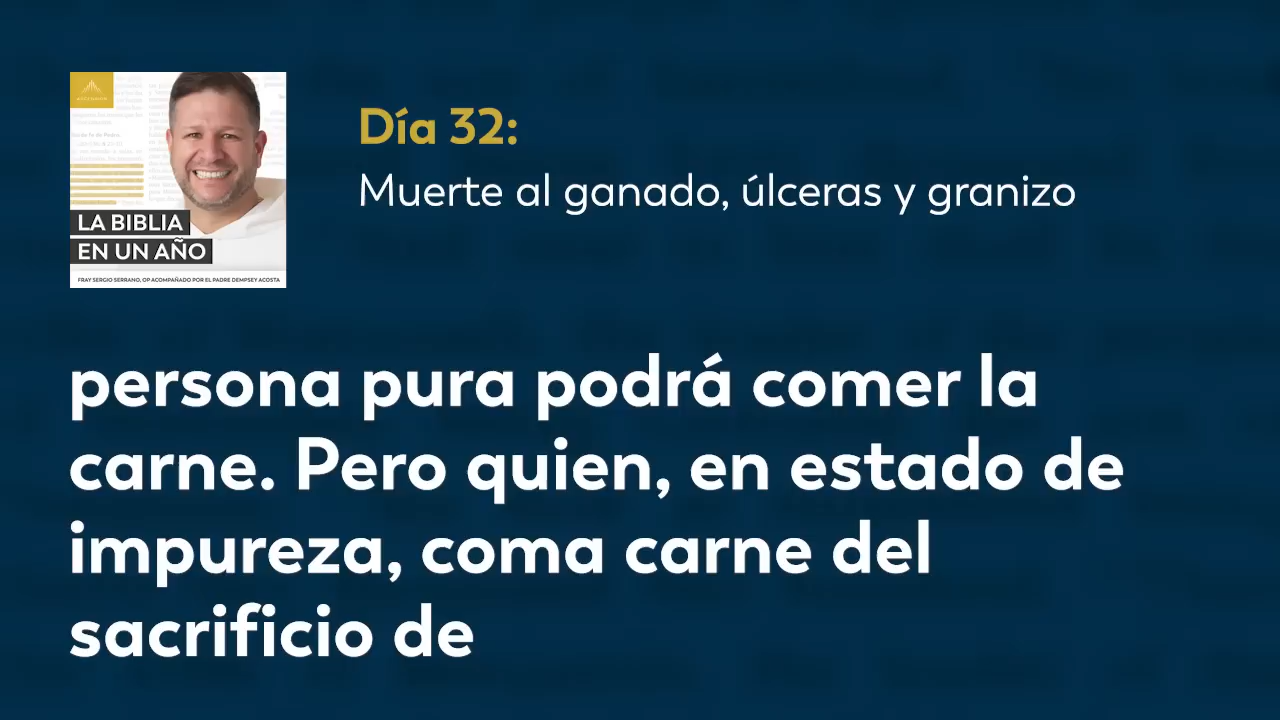 Día 32:
Muerte al ganado, úlceras y granizo
LA BIBLIA
EN UN AÑO
FRAY SERGIO SERRANO, OP ACOMPAÑADO POR EL PADRE DEMPSEY ACOSTA
persona pura podrá comer la
carne. Pero quien, en estado de
impureza, coma carne del
sacrificio de